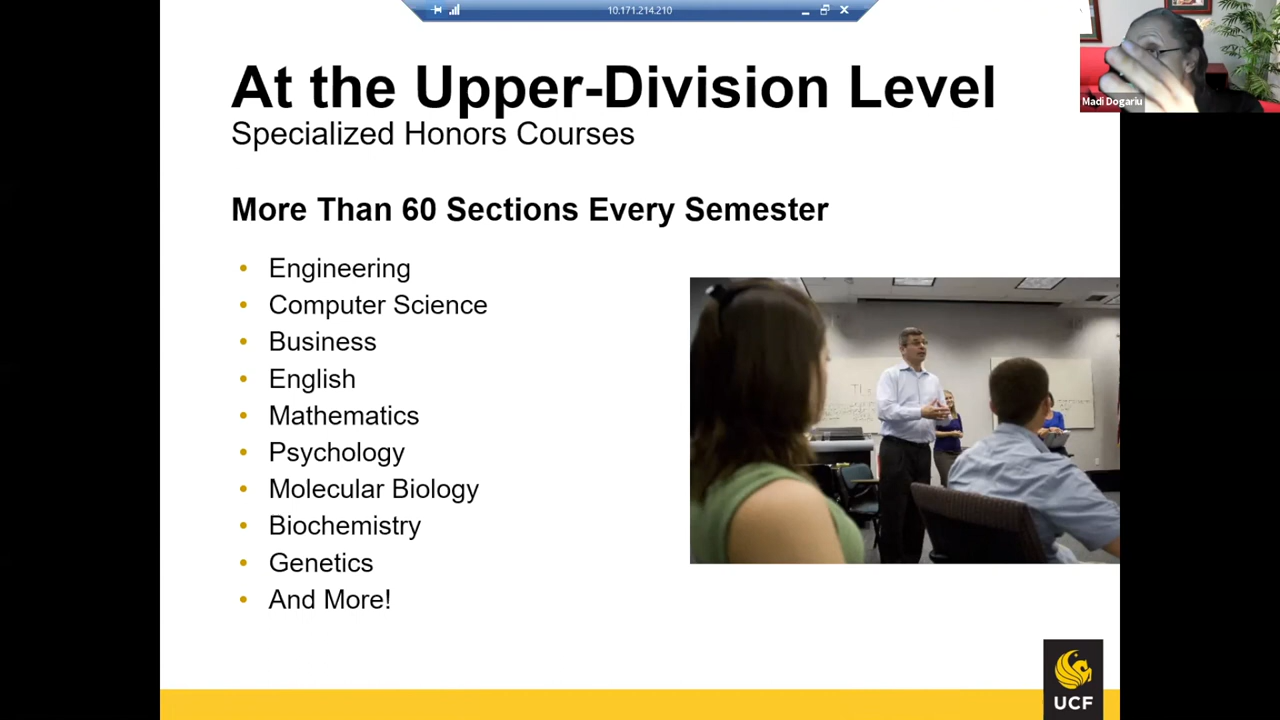 10.171.214.210
At the Upper-Division Level
Specialized Honors Courses
More Than 60 Sections Every Semester
• Engineering
• Computer Science
• Business
• English
• Mathematics
• Psychology
• Molecular Biology
• Biochemistry
• Genetics
• And More!
Madi Dogariu
UCF